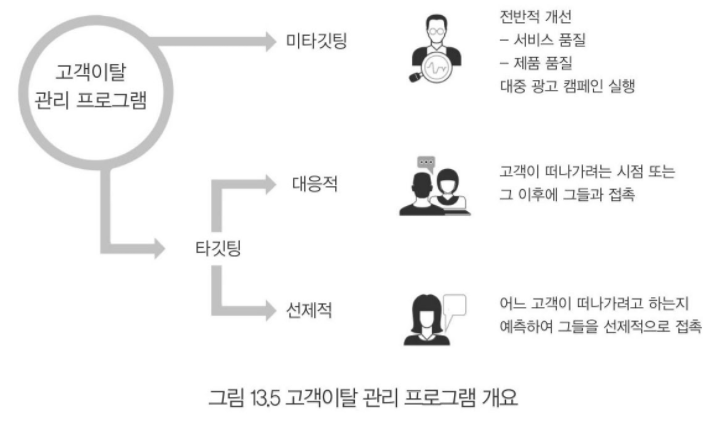 고객이탈
관리 프로그램
미타깃팅
전반적 개선
– 서비스 품질
– 제품 품질
대중 광고 캠페인 실행
타깃팅
대응적
고객이 떠나가려는 시점 또는
그 이후에 그들과 접촉
선제적
어느 고객이 떠나가려고 하는지
예측하여 그들을 선제적으로 접촉
그림 13.5 고객이탈 관리 프로그램 개요